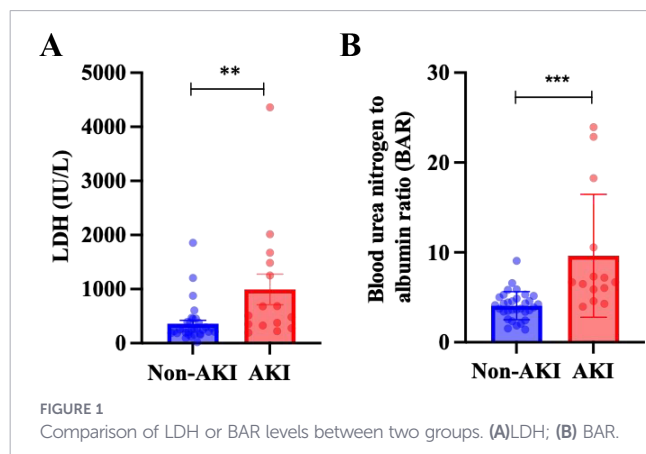 A
B
**
***
LDH (IU/L)
5000
4000
3000
2000
1000
0
Non-AKI AKI
Blood urea nitrogen to
albumin ratio (BAR)
30
20
10
0
Non-AKI AKI
FIGURE 1
Comparison of LDH or BAR levels between two groups. (A)LDH; (B) BAR.